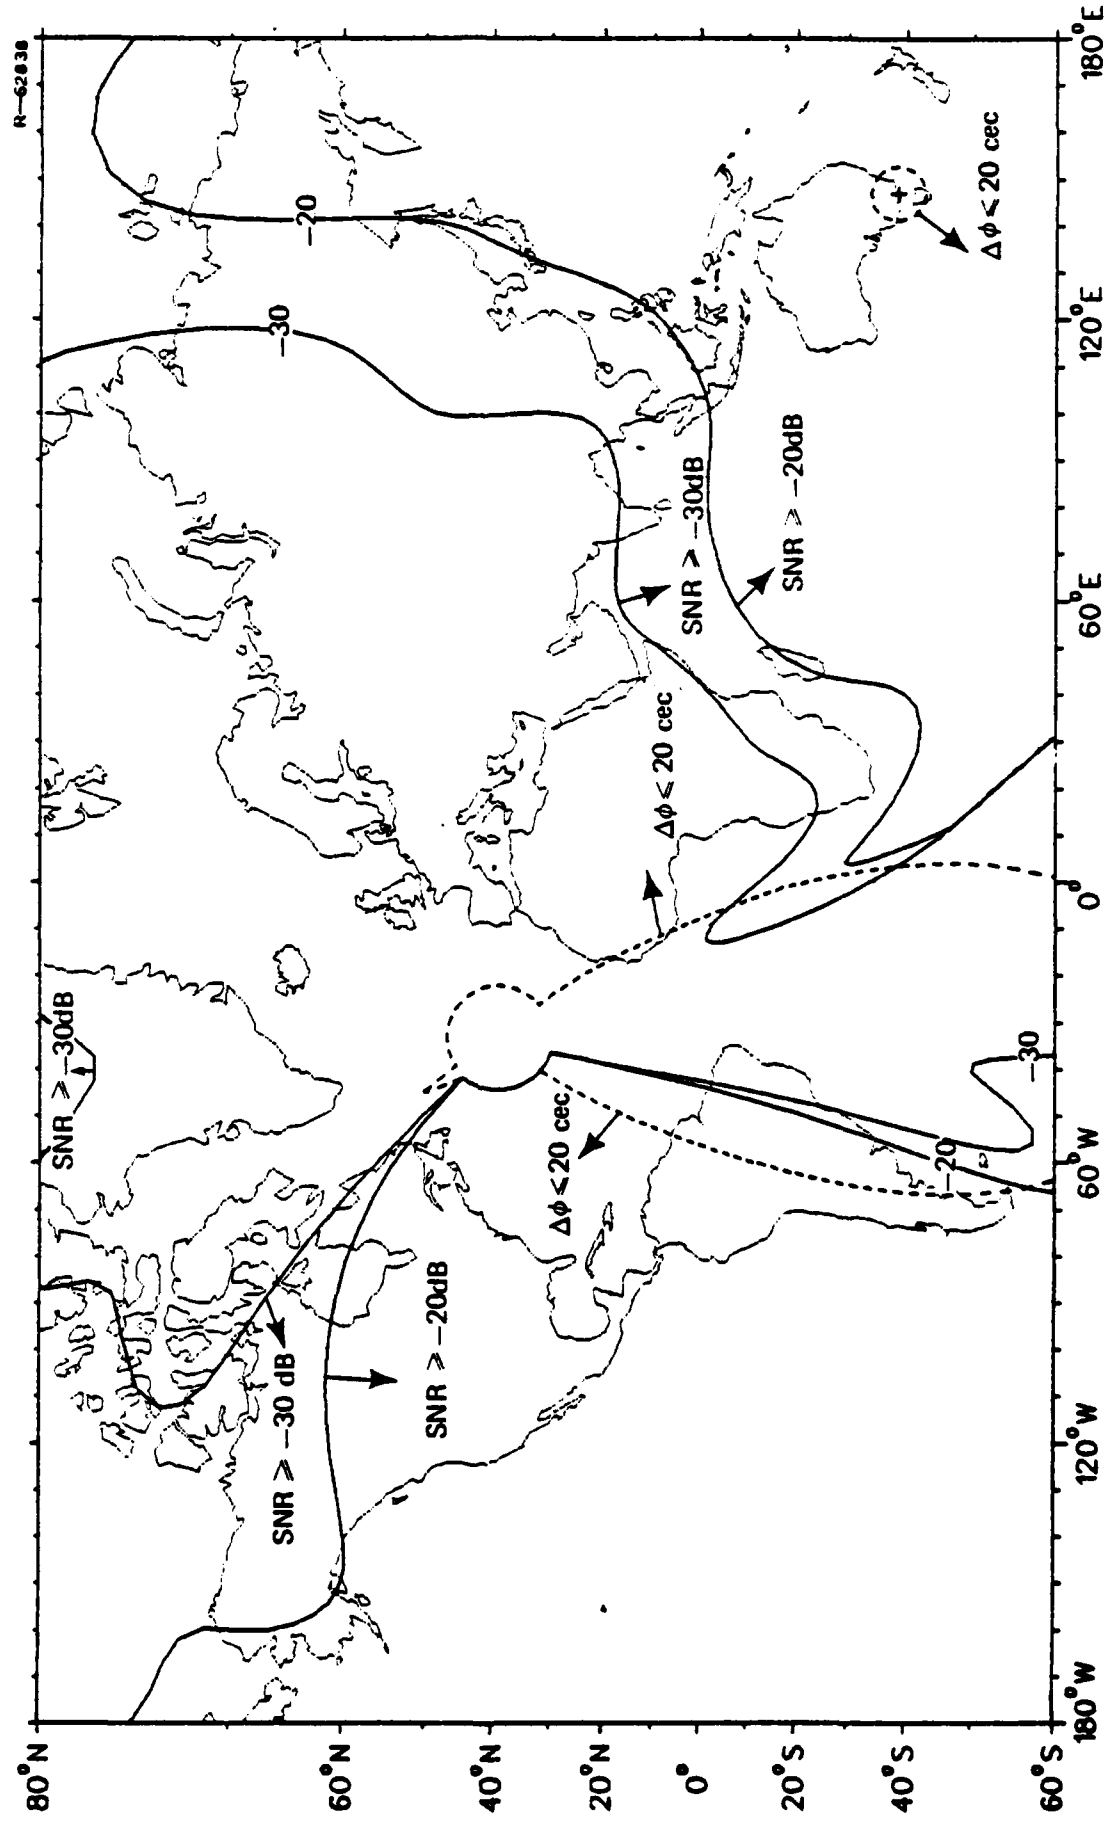 R-62838
80°N
60°N
40°N
20°N
0°
20°S
40°S
60°S
180°W
120°W
60°W
0°
60°E
120°E
180°E
SNR ⩾ -30dB
SNR ⩾ -30 dB
SNR ⩾ -20dB
Δϕ < 20 cec
-20
-30
Δϕ < 20 cec
SNR ⩾ -30dB
SNR ⩾ -20dB
-30
-20
Δϕ < 20 cec
+